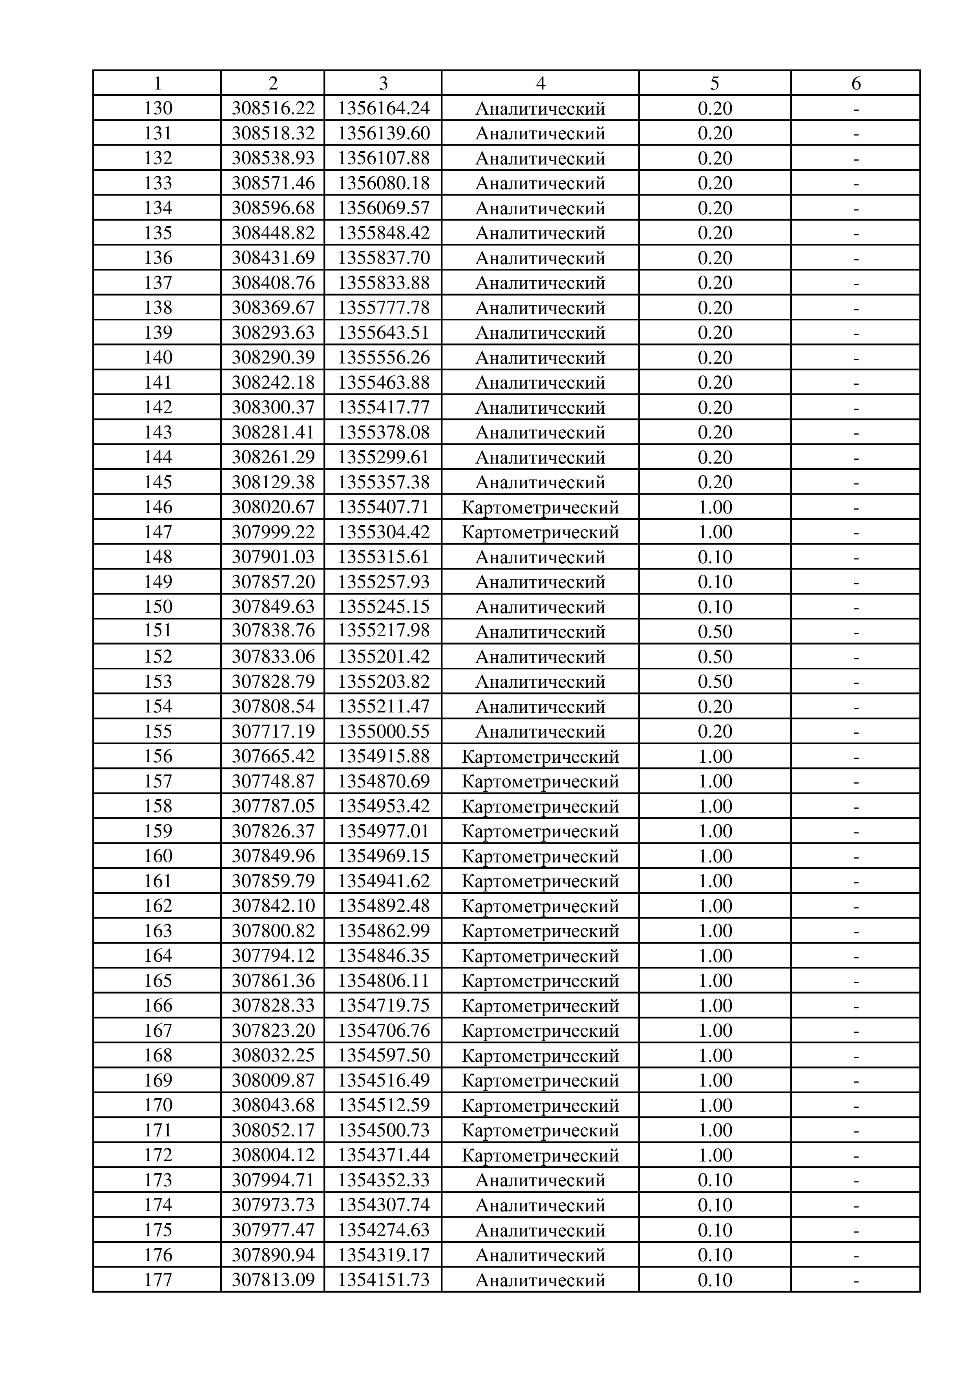 1 2 3 4 5 6
130 308516.22 1356164.24 Аналитический 0.20 -
131 308518.32 1356139.60 Аналитический 0.20 -
132 308538.93 1356107.88 Аналитический 0.20 -
133 308571.46 1356080.18 Аналитический 0.20 -
134 308596.68 1356069.57 Аналитический 0.20 -
135 308448.82 1355848.42 Аналитический 0.20 -
136 308431.69 1355837.70 Аналитический 0.20 -
137 308408.76 1355833.88 Аналитический 0.20 -
138 308369.67 1355777.78 Аналитический 0.20 -
139 308293.63 1355643.51 Аналитический 0.20 -
140 308290.39 1355556.26 Аналитический 0.20 -
141 308242.18 1355463.88 Аналитический 0.20 -
142 308300.37 1355417.77 Аналитический 0.20 -
143 308281.41 1355378.08 Аналитический 0.20 -
144 308261.29 1355299.61 Аналитический 0.20 -
145 308129.38 1355357.38 Аналитический 0.20 -
146 308020.67 1355407.71 Картометрический 1.00 -
147 307999.22 1355304.42 Картометрический 1.00 -
148 307901.03 1355315.61 Аналитический 0.10 -
149 307857.20 1355257.93 Аналитический 0.10 -
150 307849.63 1355245.15 Аналитический 0.10 -
151 307838.76 1355217.98 Аналитический 0.50 -
152 307833.06 1355201.42 Аналитический 0.50 -
153 307828.79 1355203.82 Аналитический 0.50 -
154 307808.54 1355211.47 Аналитический 0.20 -
155 307717.19 1355000.55 Аналитический 0.20 -
156 307665.42 1354915.88 Картометрический 1.00 -
157 307748.87 1354870.69 Картометрический 1.00 -
158 307787.05 1354953.42 Картометрический 1.00 -
159 307826.37 1354977.01 Картометрический 1.00 -
160 307849.96 1354969.15 Картометрический 1.00 -
161 307859.79 1354941.62 Картометрический 1.00 -
162 307842.10 1354892.48 Картометрический 1.00 -
163 307800.82 1354862.99 Картометрический 1.00 -
164 307794.12 1354846.35 Картометрический 1.00 -
165 307861.36 1354806.11 Картометрический 1.00 -
166 307828.33 1354719.75 Картометрический 1.00 -
167 307823.20 1354706.76 Картометрический 1.00 -
168 308032.25 1354597.50 Картометрический 1.00 -
169 308009.87 1354516.49 Картометрический 1.00 -
170 308043.68 1354512.59 Картометрический 1.00 -
171 308052.17 1354500.73 Картометрический 1.00 -
172 308004.12 1354371.44 Картометрический 1.00 -
173 307994.71 1354352.33 Аналитический 0.10 -
174 307973.73 1354307.74 Аналитический 0.10 -
175 307977.47 1354274.63 Аналитический 0.10 -
176 307890.94 1354319.17 Аналитический 0.10 -
177 307813.09 1354151.73 Аналитический 0.10 -